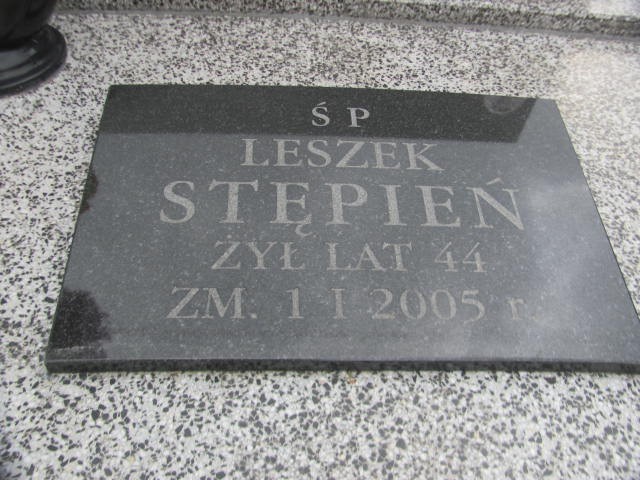 Ś P
LESZEK
STĘPIEŃ
ŻYŁ LAT 44
ZM. 1 I 2005 r.